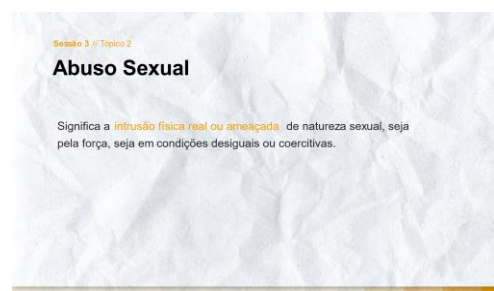 Sessão 3 // Tópico 2
Abuso Sexual
Significa a intrusão física real ou ameaçada de natureza sexual, seja
pela força, seja em condições desiguais ou coercitivas.